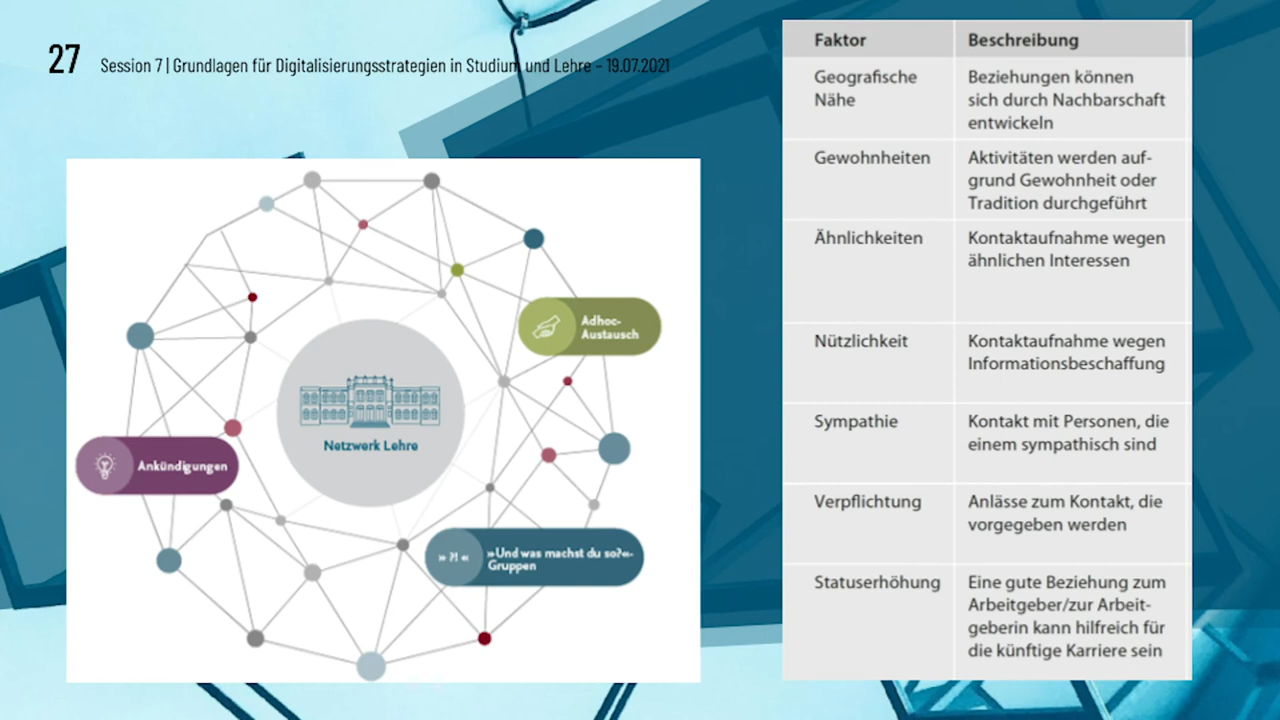 27 Session 7 | Grundlagen für Digitalisierungsstrategien in Studium und Lehre – 19.07.2021
Adhoc-
Austausch
Netzwerk Lehre
Ankündigungen
» ?! « »Und was machst du so?«-
Gruppen
Faktor Beschreibung
Geografische Beziehungen können
Nähe sich durch Nachbarschaft
entwickeln
Gewohnheiten Aktivitäten werden auf-
grund Gewohnheit oder
Tradition durchgeführt
Ähnlichkeiten Kontaktaufnahme wegen
ähnlichen Interessen
Nützlichkeit Kontaktaufnahme wegen
Informationsbeschaffung
Sympathie Kontakt mit Personen, die
einem sympathisch sind
Verpflichtung Anlässe zum Kontakt, die
vorgegeben werden
Statuserhöhung Eine gute Beziehung zum
Arbeitgeber/zur Arbeit-
geberin kann hilfreich für
die künftige Karriere sein